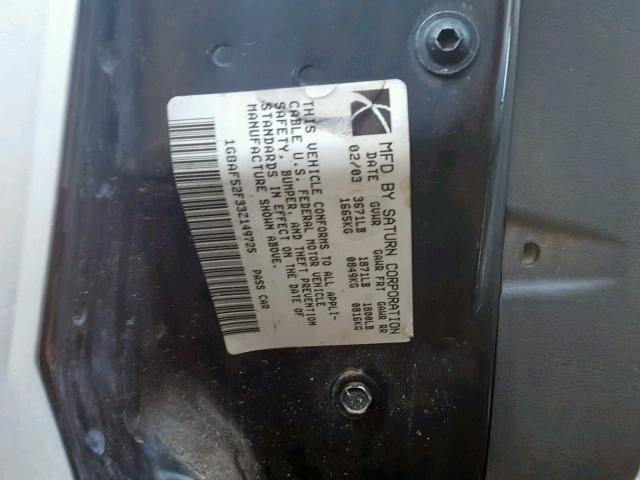 MFD BY SATURN CORPORATION
DATE GVWR GAWR FRT GAWR RR
02/03 3671LB 1871LB 1800LB
1665KG 0849KG 0816KG
THIS VEHICLE CONFORMS TO ALL APPLI-
CABLE U.S. FEDERAL MOTOR VEHICLE
SAFETY, BUMPER, AND THEFT PREVENTION
STANDARDS IN EFFECT ON THE DATE OF
MANUFACTURE SHOWN ABOVE.
1G8AF52F33Z149725 PASS CAR